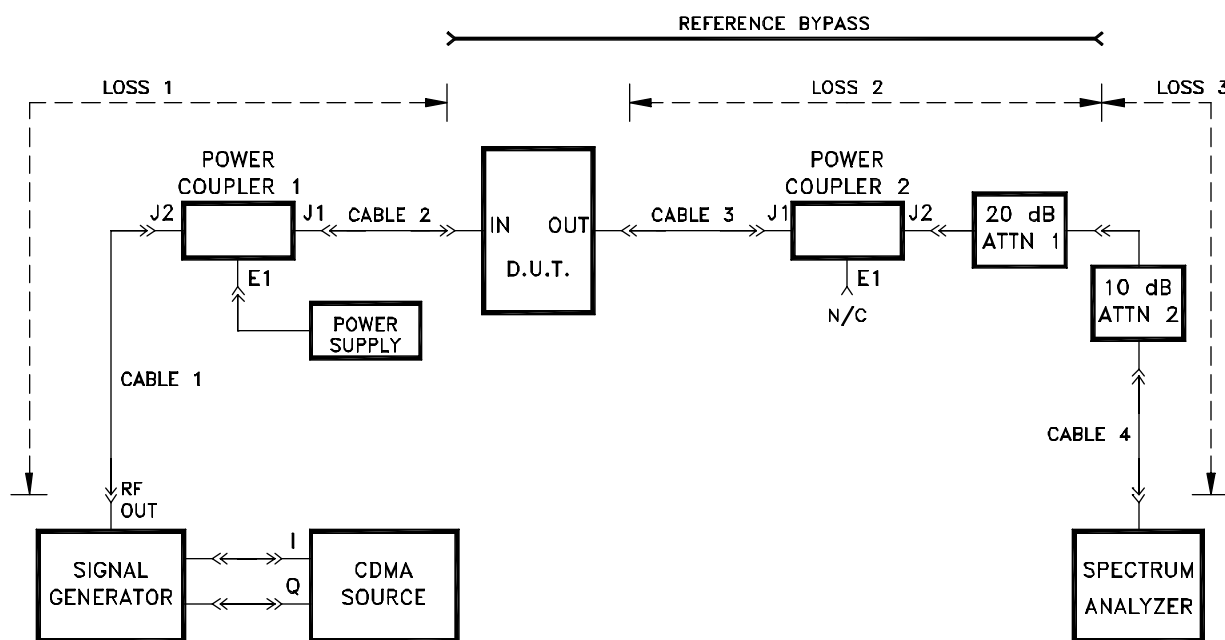 REFERENCE BYPASS
LOSS 1
LOSS 2
LOSS 3
POWER
COUPLER 1
J2
J1
CABLE 2
E1
POWER
SUPPLY
IN OUT
D.U.T.
CABLE 3
POWER
COUPLER 2
J1
J2
E1
N/C
20 dB
ATTN 1
10 dB
ATTN 2
CABLE 1
CABLE 4
RF
OUT
SIGNAL
GENERATOR
I
Q
CDMA
SOURCE
SPECTRUM
ANALYZER